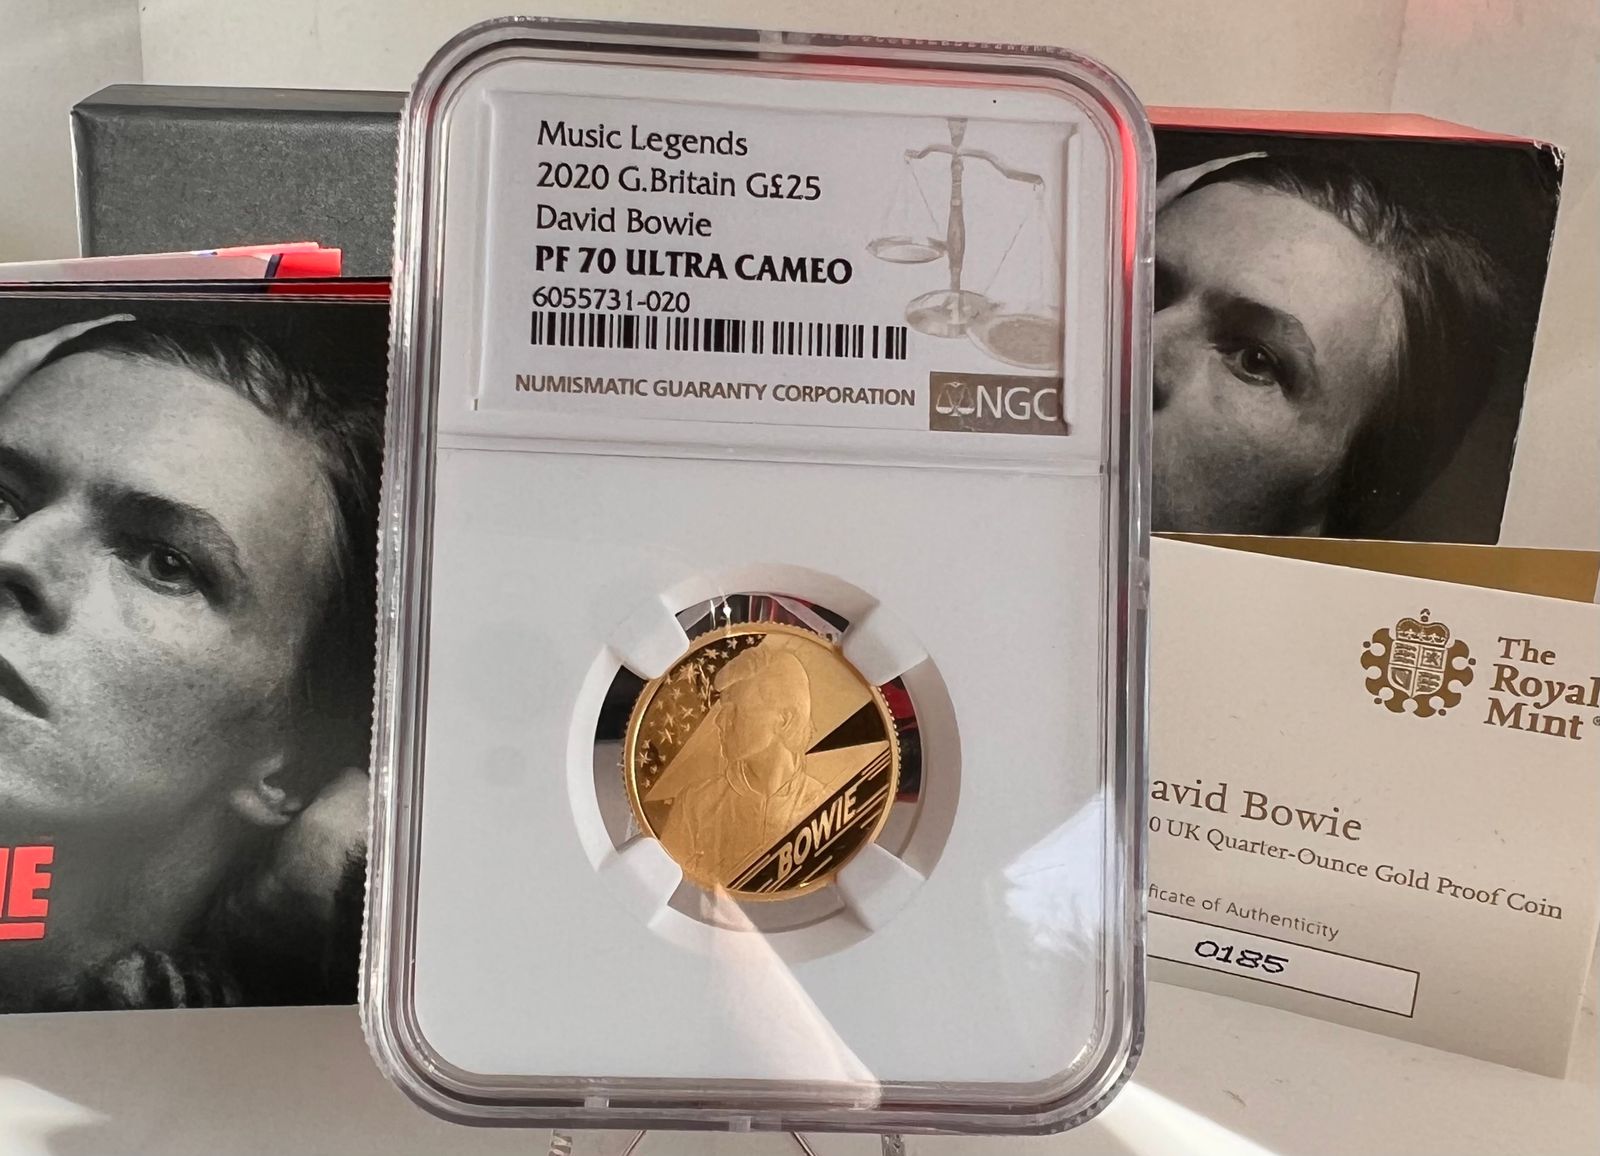 Music Legends
2020 G.Britain G£25
David Bowie
PF 70 ULTRA CAMEO
6055731-020
NUMISMATIC GUARANTY CORPORATION
NGC
BOWIE
IE
The
Royal
Mint
avid Bowie
0 UK Quarter-Ounce Gold Proof Coin
ficate of Authenticity
0185